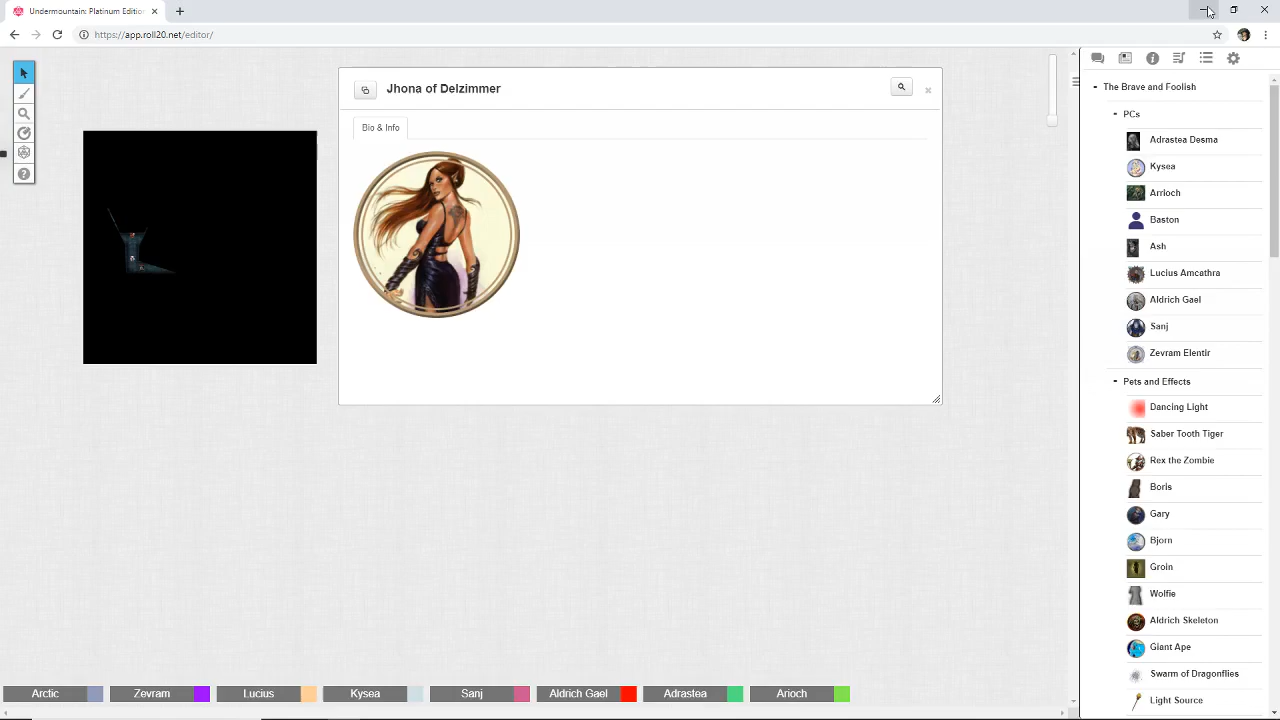 Undermountain: Platinum Edition
https://app.roll20.net/editor/
Jhona of Delzimmer
Bio & Info
The Brave and Foolish
PCs
Adrastea Desma
Kysea
Arrioch
Baston
Ash
Lucius Amcathra
Aldrich Gael
Sanj
Zevram Elentir
Pets and Effects
Dancing Light
Saber Tooth Tiger
Rex the Zombie
Boris
Gary
Bjorn
Groin
Wolfie
Aldrich Skeleton
Giant Ape
Swarm of Dragonflies
Light Source
Arctic
Zevram
Lucius
Kysea
Sanj
Aldrich Gael
Adrastea
Arioch